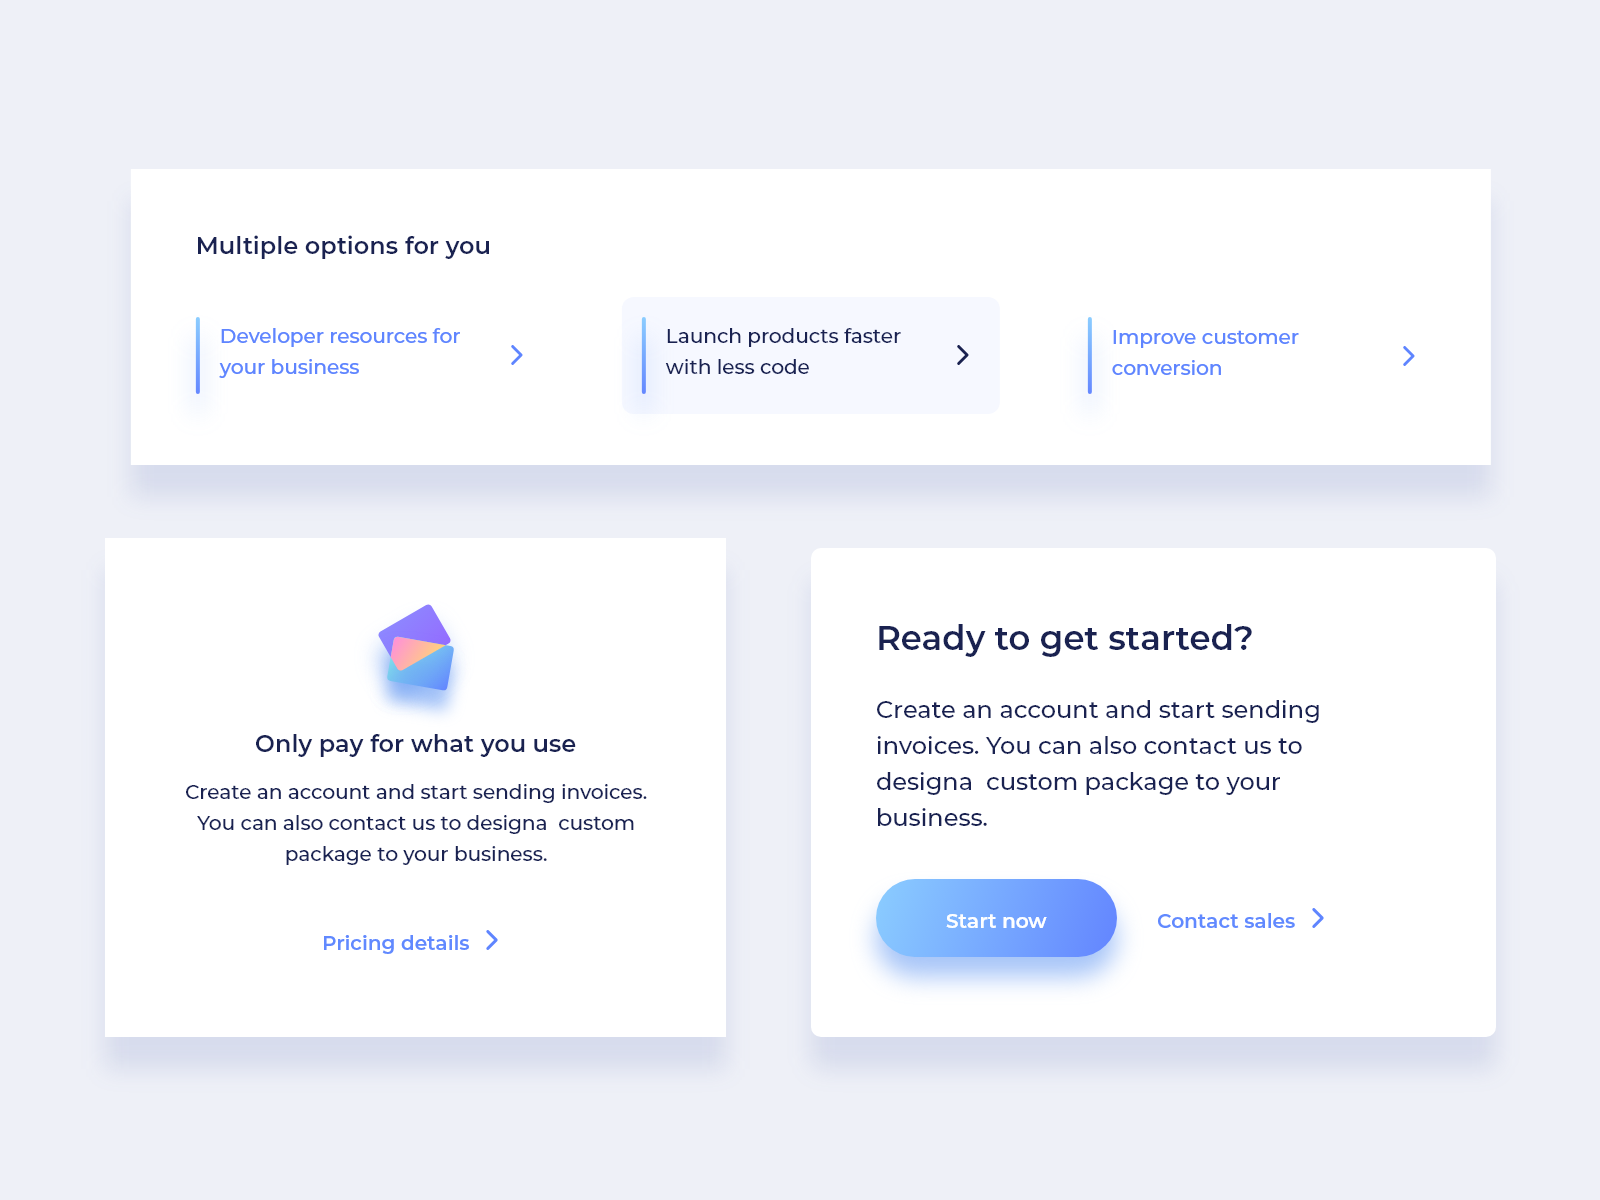 Multiple options for you
Developer resources for
your business
Launch products faster
with less code
Improve customer
conversion
Only pay for what you use
Create an account and start sending invoices.
You can also contact us to designa  custom
package to your business.
Pricing details
Ready to get started?
Create an account and start sending
invoices. You can also contact us to
designa  custom package to your
business.
Start now
Contact sales